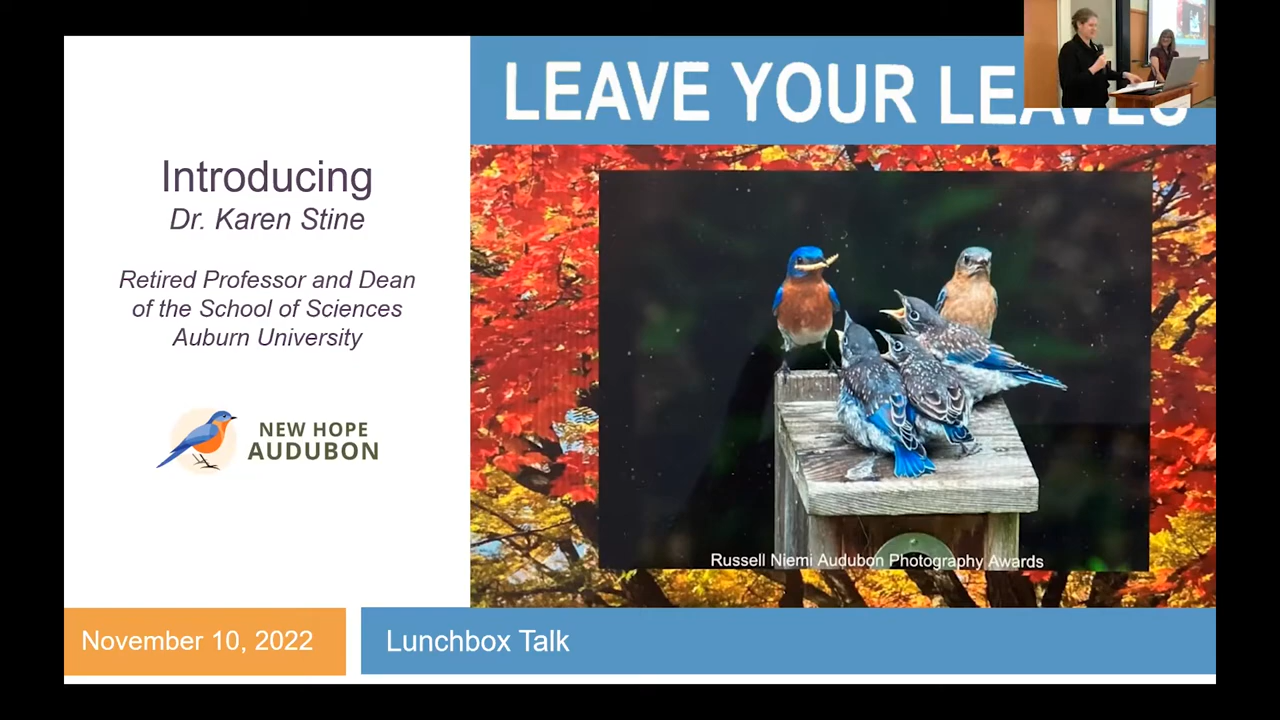 Introducing
Dr. Karen Stine
Retired Professor and Dean
of the School of Sciences
Auburn University
NEW HOPE
AUDUBON
November 10, 2022
LEAVE YOUR LEAVES
Russell Niemi Audubon Photography Awards
Lunchbox Talk